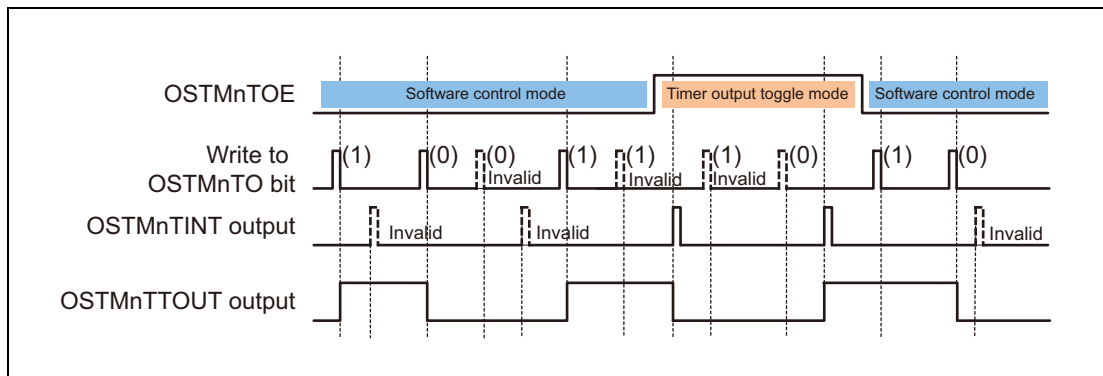 OSTMnTOE
Software control mode
Timer output toggle mode
Software control mode
Write to
OSTMnTO bit
(1)
(0)
(0)
(1)
(1)
(1)
(0)
(1)
(0)
Invalid
Invalid
Invalid
OSTMnTINT output
Invalid
Invalid
Invalid
OSTMnTTOUT output